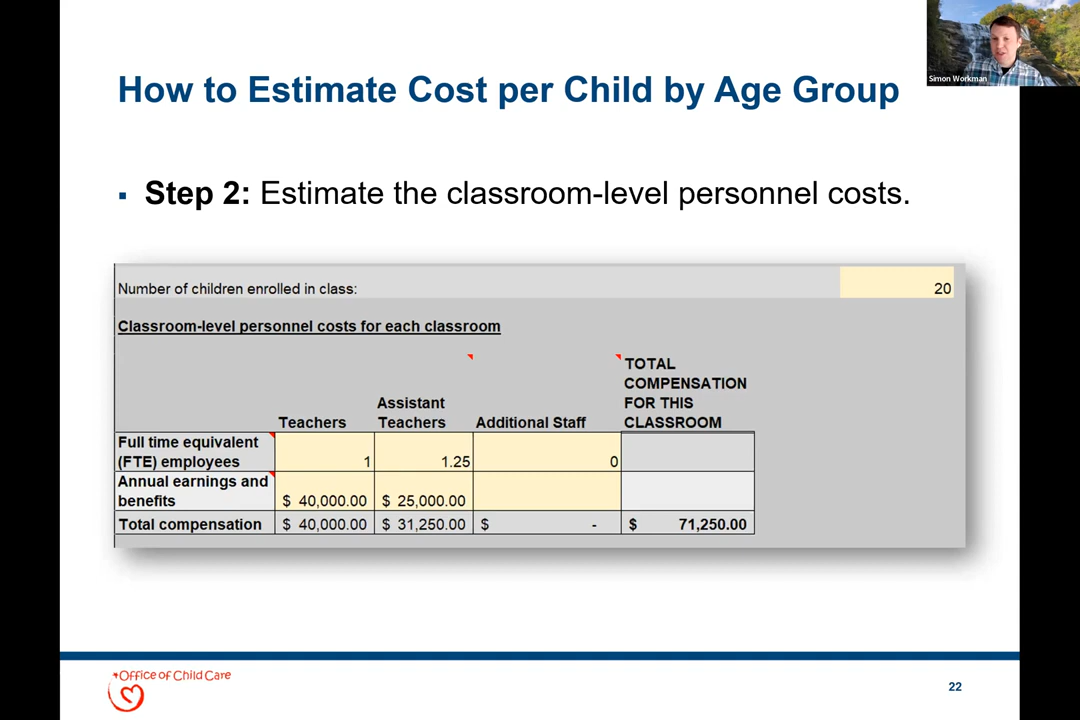 Simon Workman
How to Estimate Cost per Child by Age Group
▪ Step 2: Estimate the classroom-level personnel costs.
Number of children enrolled in class: 20
Classroom-level personnel costs for each classroom
Teachers
Assistant
Teachers
Additional Staff
TOTAL
COMPENSATION
FOR THIS
CLASSROOM
Full time equivalent
(FTE) employees 1 1.25 0
Annual earnings and
benefits $ 40,000.00 $ 25,000.00
Total compensation $ 40,000.00 $ 31,250.00 $ - $ 71,250.00
Office of Child Care
22